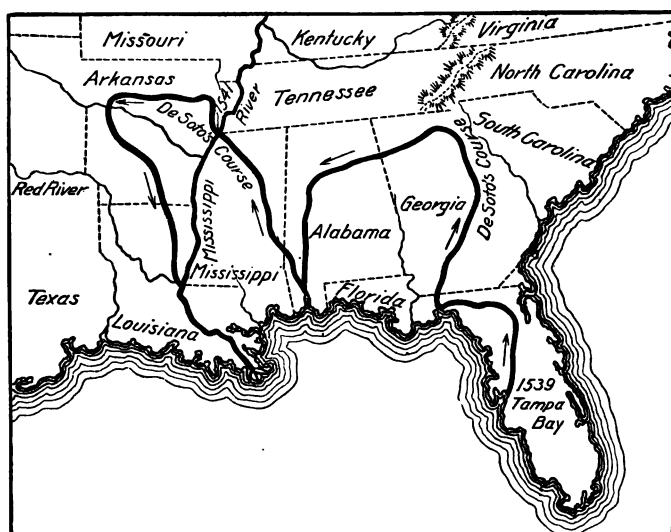 Missouri
Kentucky
Virginia
Arkansas
North Carolina
Tennessee
1541
River
De Soto's
Course
South Carolina
De Soto's Course
Red River
Mississippi
Georgia
Alabama
Mississippi
Florida
Texas
Louisiana
1539
Tampa
Bay